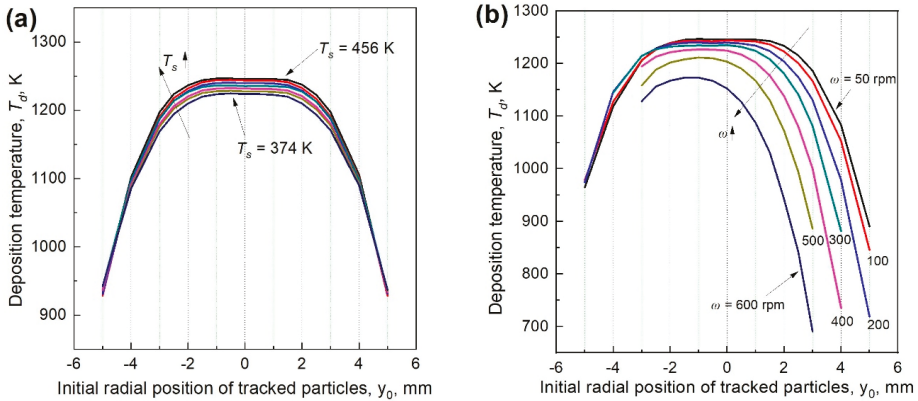 (a)
1300
1200
1100
1000
900
Deposition temperature, T_d, K
T_s
T_s = 456 K
T_s = 374 K
-6 -4 -2 0 2 4 6
Initial radial position of tracked particles, y₀, mm
(b)
1300
1200
1100
1000
900
800
700
Deposition temperature, T_d, K
ω = 50 rpm
ω
500
300
100
ω = 600 rpm
400
200
-6 -4 -2 0 2 4 6
Initial radial position of tracked particles, y₀, mm